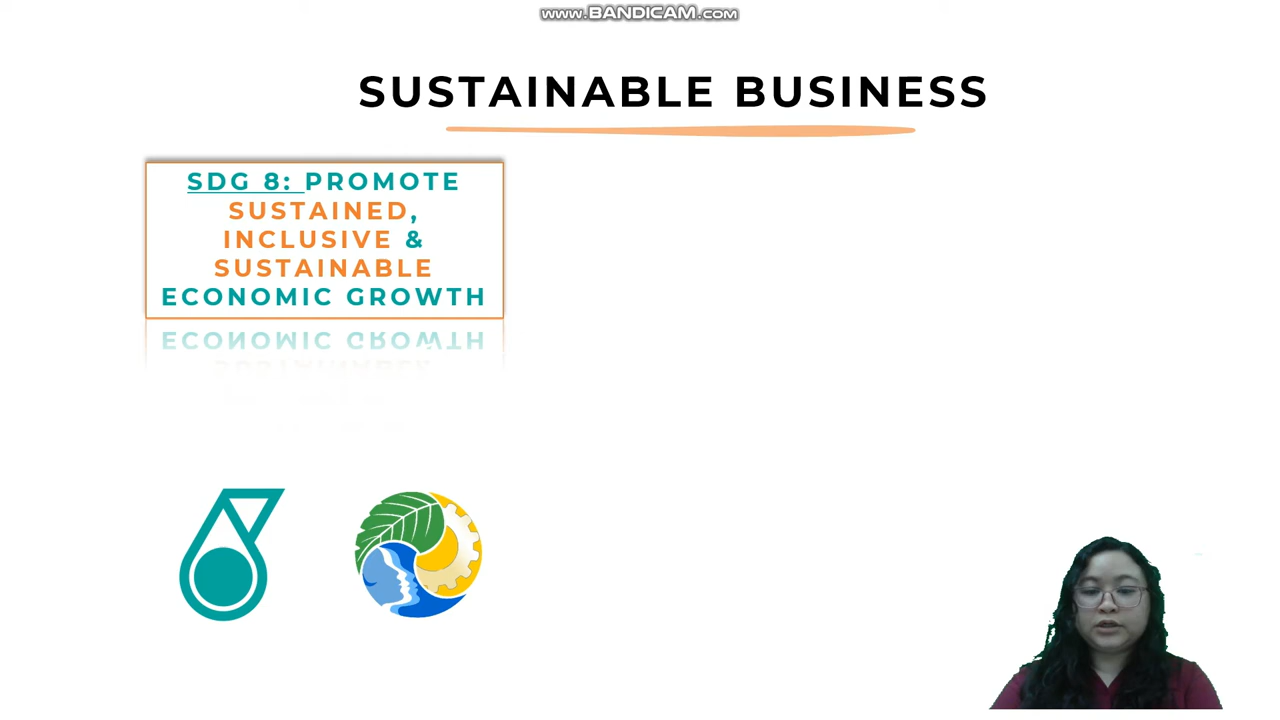 www.BANDICAM.com
SUSTAINABLE BUSINESS
SDG 8: PROMOTE
SUSTAINED,
INCLUSIVE &
SUSTAINABLE
ECONOMIC GROWTH